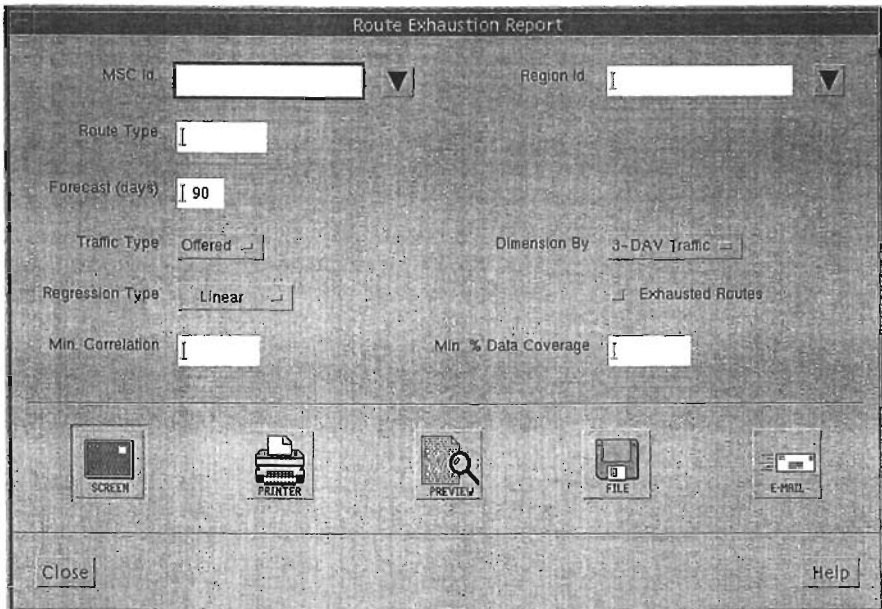 Route Exhaustion Report
MSC Id. Region Id.
Route Type
Forecast (days) 90
Traffic Type Offered Dimension By 3-DAV Traffic
Regression Type Linear Exhausted Routes
Min. Correlation Min. % Data Coverage
SCREEN PRINTER PREVIEW FILE E-MAIL
Close Help